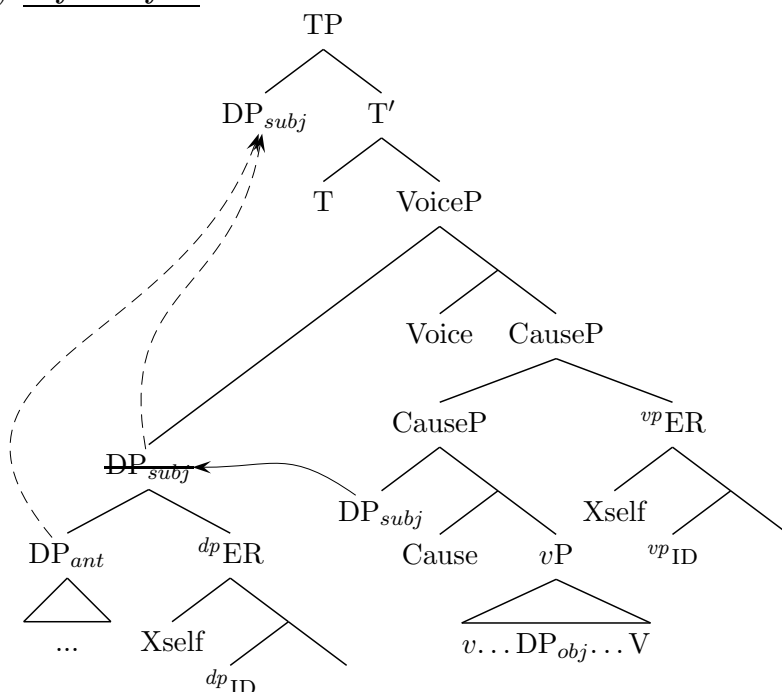 TP
DP_subj T′
T VoiceP
Voice CauseP
CauseP ^vpER
DP_subj
DP_subj Xself
DP_ant ^dpER Cause vP ^vpID
... Xself v…DP_obj…V
^dpID